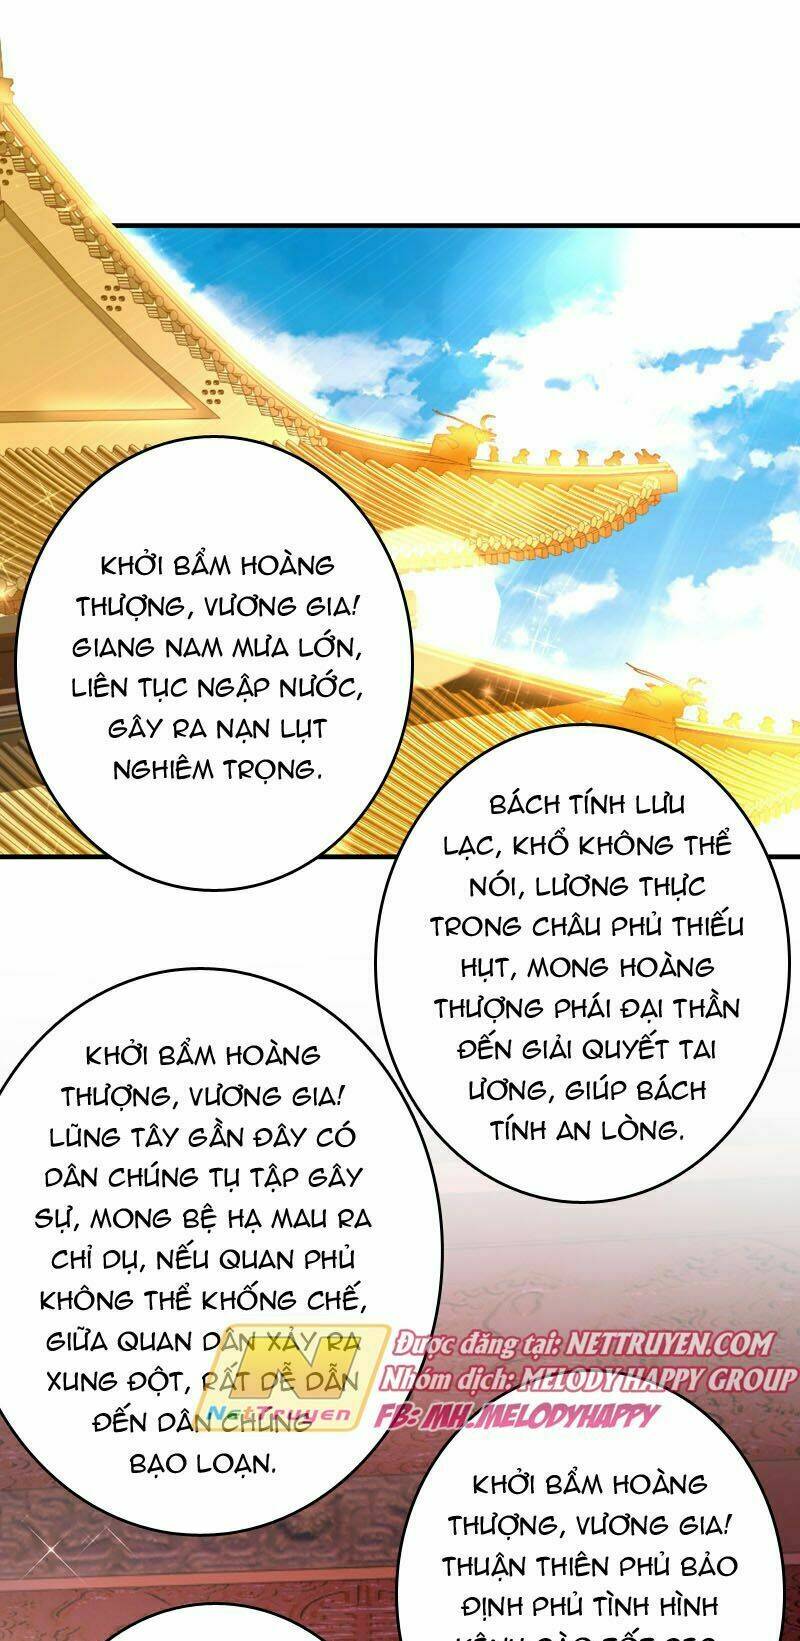 KHỞI BẨM HOÀNG
THƯỢNG, VƯƠNG GIA!
GIANG NAM MƯA LỚN,
LIÊN TỤC NGẬP NƯỚC,
GÂY RA NẠN LỤT
NGHIÊM TRỌNG.
BÁCH TÍNH LƯU
LẠC, KHỔ KHÔNG THỂ
NÓI, LƯƠNG THỰC
TRONG CHÂU PHỦ THIẾU
HỤT, MONG HOÀNG
THƯỢNG PHÁI ĐẠI THẦN
ĐẾN GIẢI QUYẾT TAI
ƯƠNG, GIÚP BÁCH
TÍNH AN LÒNG.
KHỞI BẨM HOÀNG
THƯỢNG, VƯƠNG GIA!
LŨNG TÂY GẦN ĐÂY CÓ
DÂN CHÚNG TỤ TẬP GÂY
SỰ, MONG BỆ HẠ MAU RA
CHỈ DỤ, NẾU QUAN PHỦ
KHÔNG THỂ KHỐNG CHẾ,
GIỮA QUAN DÂN XẢY RA
XUNG ĐỘT, RẤT DỄ DẪN
ĐẾN DÂN CHÚNG
BẠO LOẠN.
NetTruyen
Được đăng tại: NETTRUYEN.COM
Nhóm dịch: MELODYHAPPY GROUP
FB: MH.MELODYHAPPY
KHỞI BẨM HOÀNG
THƯỢNG, VƯƠNG GIA!
THUẬN THIÊN PHỦ BẢO
ĐỊNH PHỦ TÌNH HÌNH